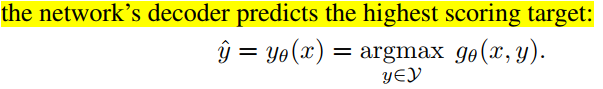 the network’s decoder predicts the highest scoring target:
ŷ = y_θ(x) = argmax g_θ(x, y).
y∈𝒴